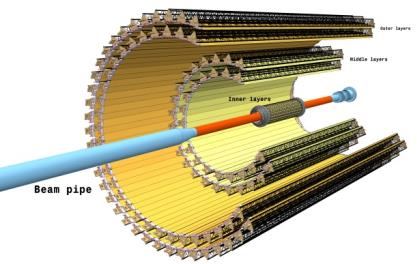 Outer layers
Middle layers
Inner layers
Beam pipe